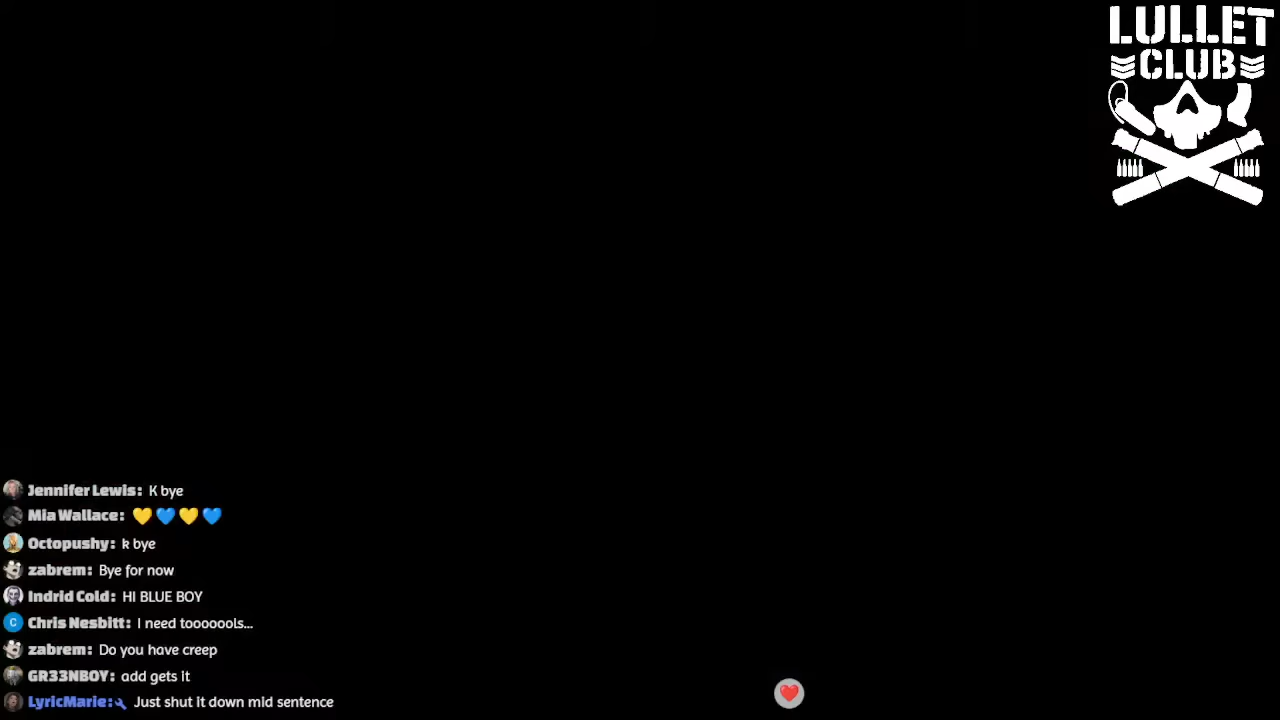 LULLET
CLUB
Jennifer Lewis: K bye
Mia Wallace: 💛💙💛💙
Octopushy: k bye
zabrem: Bye for now
Indrid Cold: HI BLUE BOY
C Chris Nesbitt: I need tooooools...
zabrem: Do you have creep
GR33NBOY: add gets it
LyricMarie: Just shut it down mid sentence